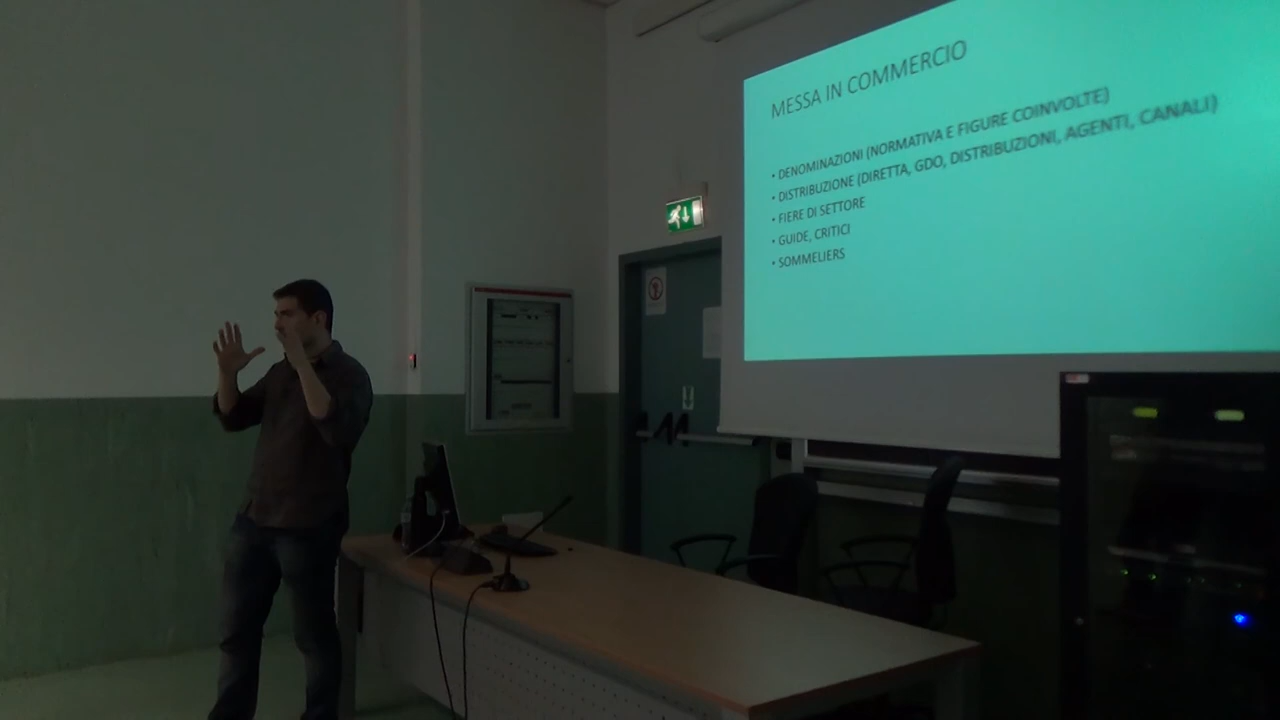 MESSA IN COMMERCIO
• DENOMINAZIONI (NORMATIVA E FIGURE COINVOLTE)
• DISTRIBUZIONE (DIRETTA, GDO, DISTRIBUZIONI, AGENTI, CANALI)
• FIERE DI SETTORE
• GUIDE, CRITICI
• SOMMELIERS